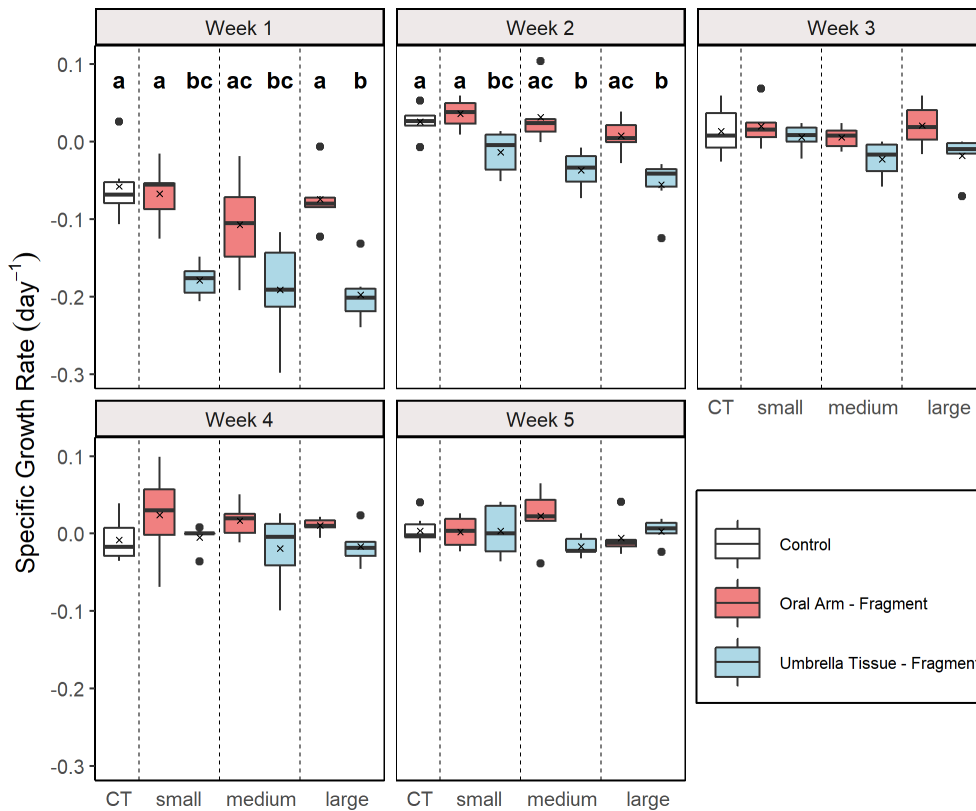 Week 1
Week 2
Week 3
a a bc ac bc a b
a a bc ac b ac b
0.1
0.0
-0.1
-0.2
-0.3
CT small medium large
Specific Growth Rate (day⁻¹)
Week 4
Week 5
0.1
0.0
-0.1
-0.2
-0.3
CT small medium large
CT small medium large
Control
Oral Arm - Fragment
Umbrella Tissue - Fragment